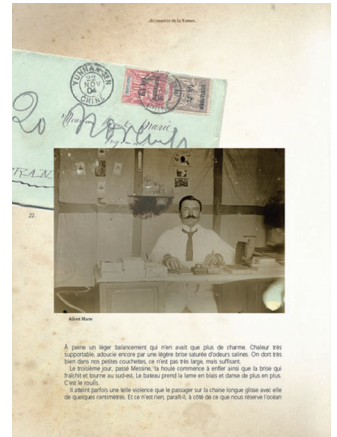 YUNNAN-SEN
22
NOV
04
CHINE
20
22.
Albert Marie
À peine un léger balancement qui n'en avait que plus de charme. Chaleur très
supportable, adoucie encore par une légère brise saturée d'odeurs salines. On dort très
bien dans nos petites couchettes, ce n'est pas très large, mais suffisant.
Le troisième jour, passé Messine, la houle commence à enfler ainsi que la brise qui
fraîchit et tourne au sud-est. Le bateau prend la lame en biais et danse de plus en plus.
C'est le roulis.
Il atteint parfois une telle violence que le passager sur la chaise longue glisse avec elle
de quelques centimètres. Et ce n'est rien, paraît-il, à côté de ce que nous réserve l'océan